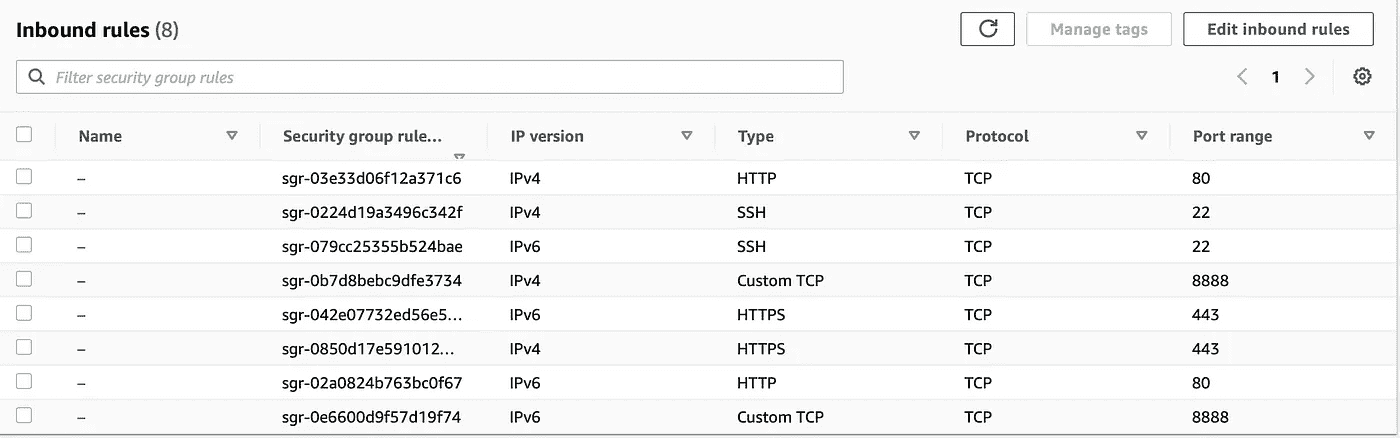 Inbound rules (8)
Manage tags
Edit inbound rules
Filter security group rules
1
Name Security group rule... IP version Type Protocol Port range
– sgr-03e33d06f12a371c6 IPv4 HTTP TCP 80
– sgr-0224d19a3496c342f IPv4 SSH TCP 22
– sgr-079cc25355b524bae IPv6 SSH TCP 22
– sgr-0b7d8bebc9dfe3734 IPv4 Custom TCP TCP 8888
– sgr-042e07732ed56e5... IPv6 HTTPS TCP 443
– sgr-0850d17e591012... IPv4 HTTPS TCP 443
– sgr-02a0824b763bc0f67 IPv6 HTTP TCP 80
– sgr-0e6600d9f57d19f74 IPv6 Custom TCP TCP 8888